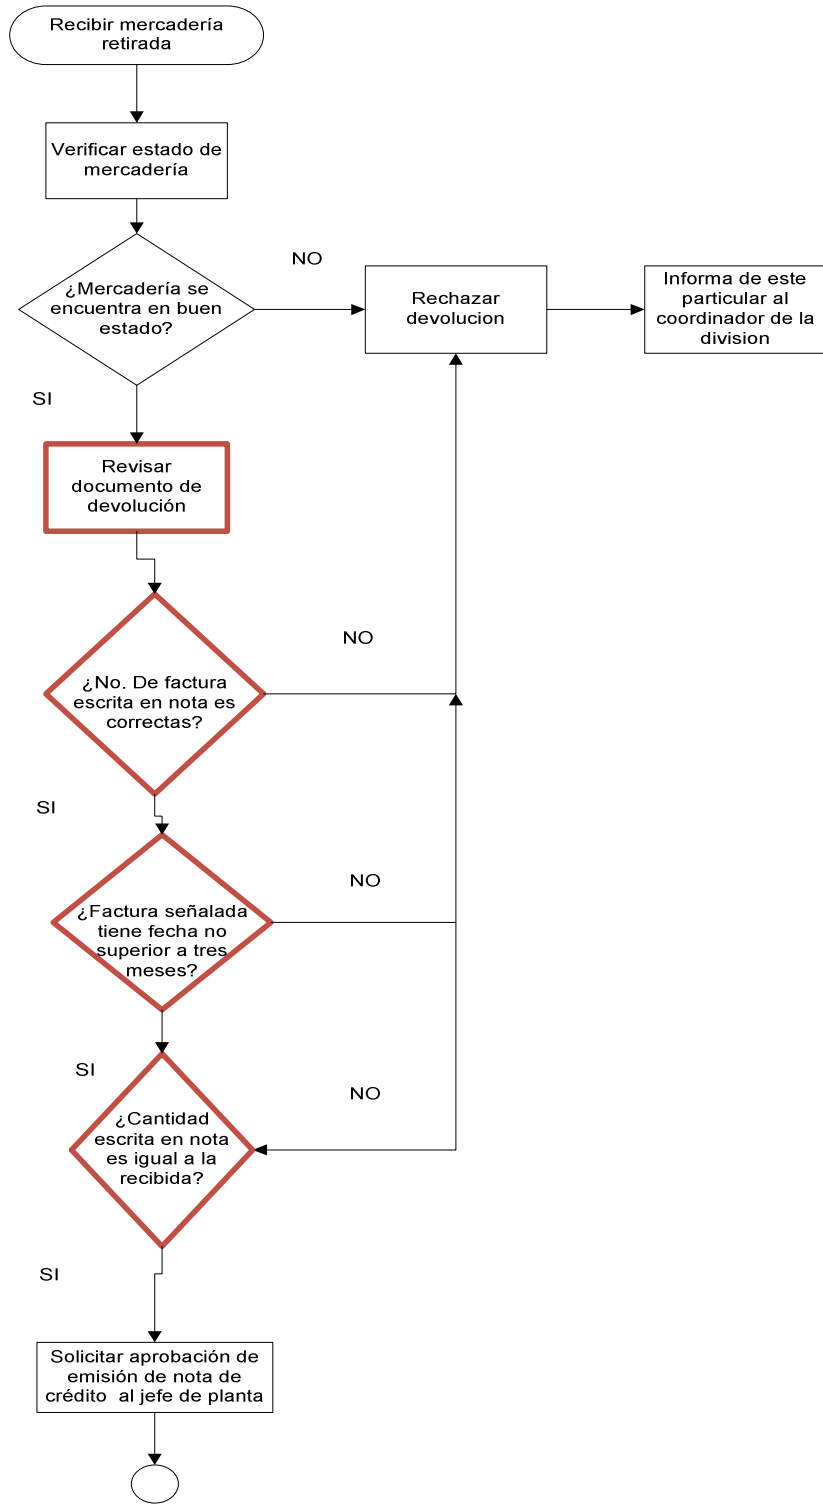 Recibir mercadería
retirada
Verificar estado de
mercadería
¿Mercadería se
encuentra en buen
estado?
NO
Rechazar
devolucion
Informa de este
particular al
coordinador de la
division
SI
Revisar
documento de
devolución
¿No. De factura
escrita en nota es
correctas?
NO
SI
¿Factura señalada
tiene fecha no
superior a tres
meses?
NO
SI
¿Cantidad
escrita en nota
es igual a la
recibida?
NO
SI
Solicitar aprobación de
emisión de nota de
crédito al jefe de planta